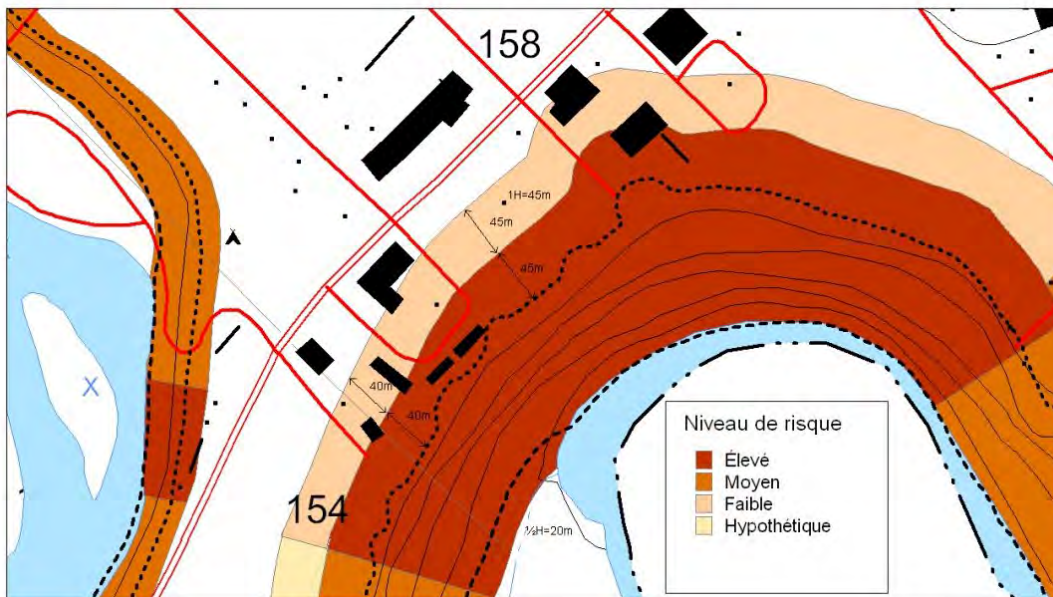 158
1H=45m
45m
45m
40m
40m
154
½H=20m
X
Niveau de risque
Élevé
Moyen
Faible
Hypothétique